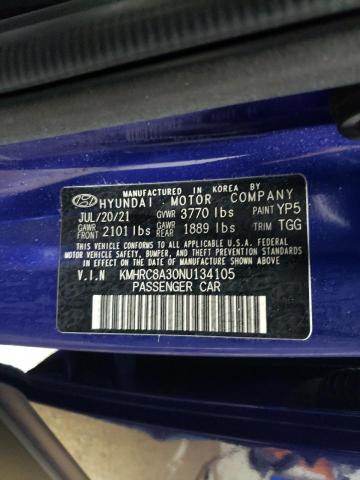 MANUFACTURED IN KOREA BY
HYUNDAI MOTOR COMPANY
JUL/20/21 GVWR 3770 lbs PAINT YP5
GAWR FRONT 2101 lbs GAWR REAR 1889 lbs TRIM TGG
THIS VEHICLE CONFORMS TO ALL U.S.A. FEDERAL MOTOR
VEHICLE SAFETY, BUMPER, AND THEFT PREVENTION STANDARDS
IN EFFECT ON THE DATE OF MANUFACTURE SHOWN ABOVE.
V.I.N KMHRC8A30NU134105
PASSENGER CAR